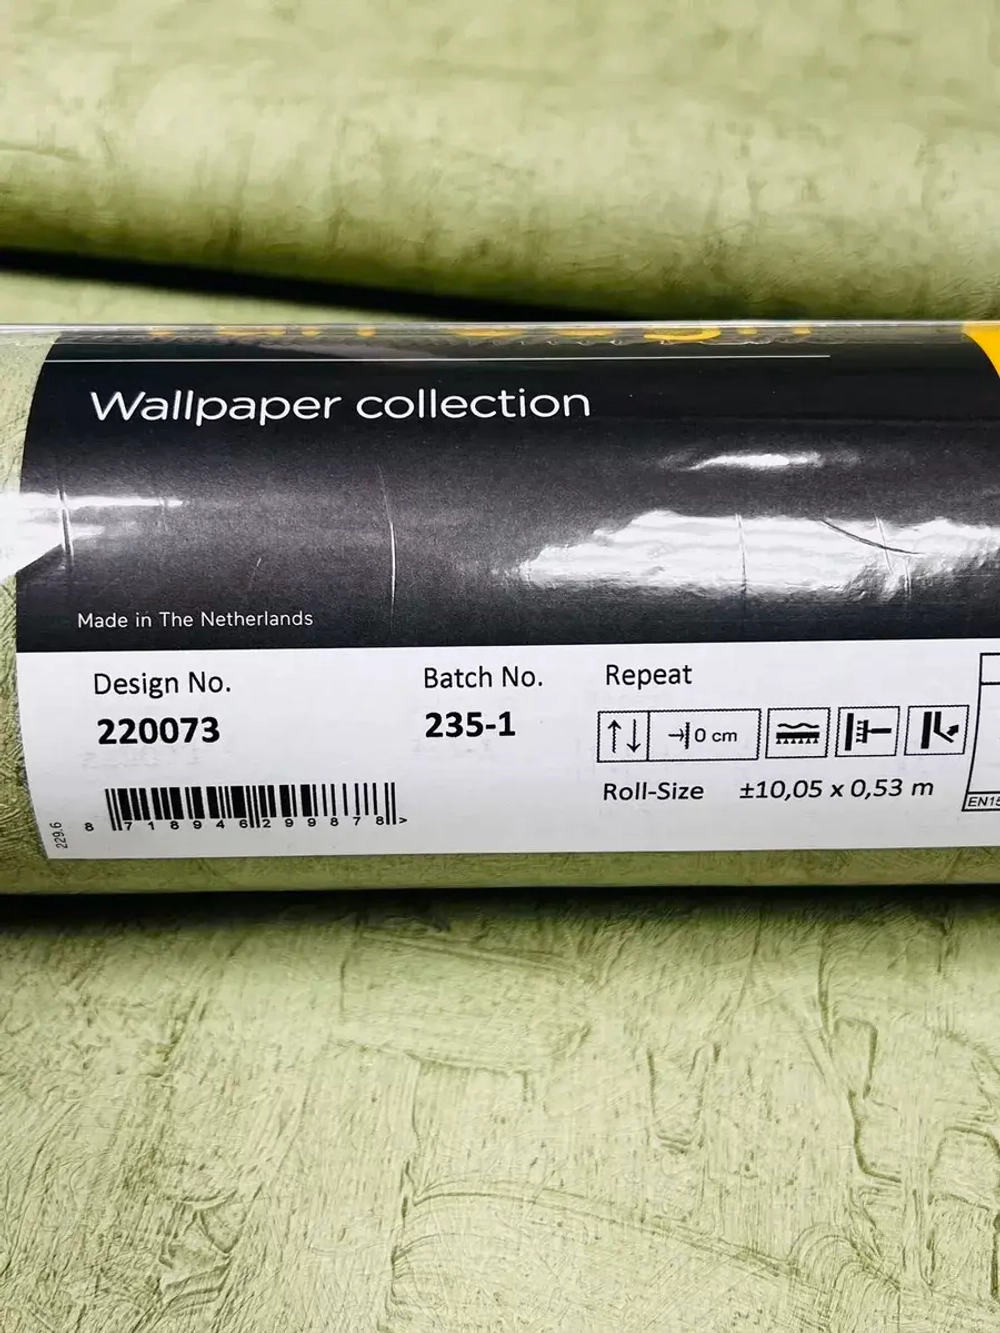 Wallpaper collection
Made in The Netherlands
Design No. Batch No. Repeat
220073 235-1 0 cm
Roll-Size ±10,05 x 0,53 m
229.6
8 718946 299878 >
EN15